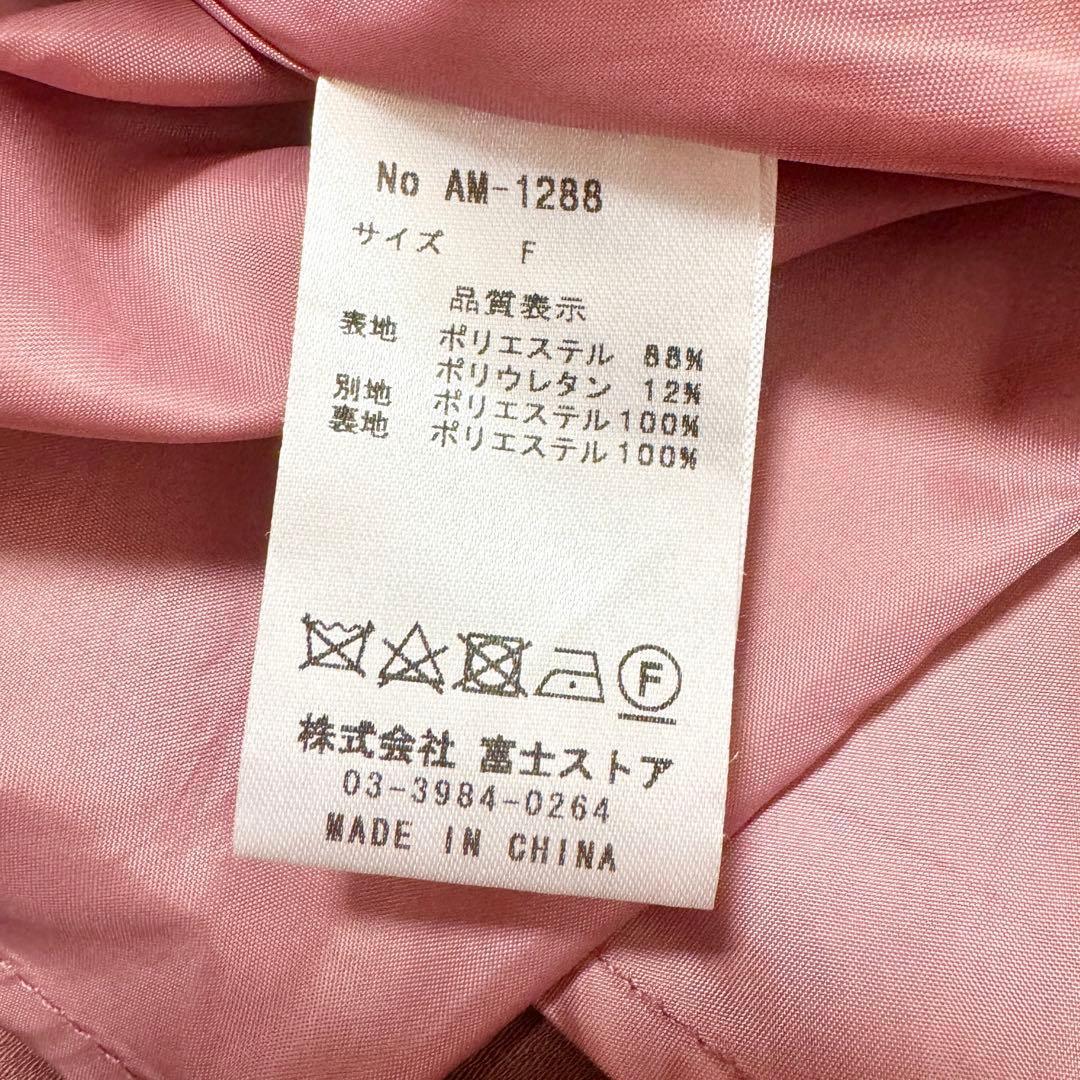 No AM-1288
サイズ F
品質表示
表地 ポリエステル 88%
ポリウレタン 12%
別地 ポリエステル100%
裏地 ポリエステル100%
F
株式会社 富士ストア
03-3984-0264
MADE IN CHINA